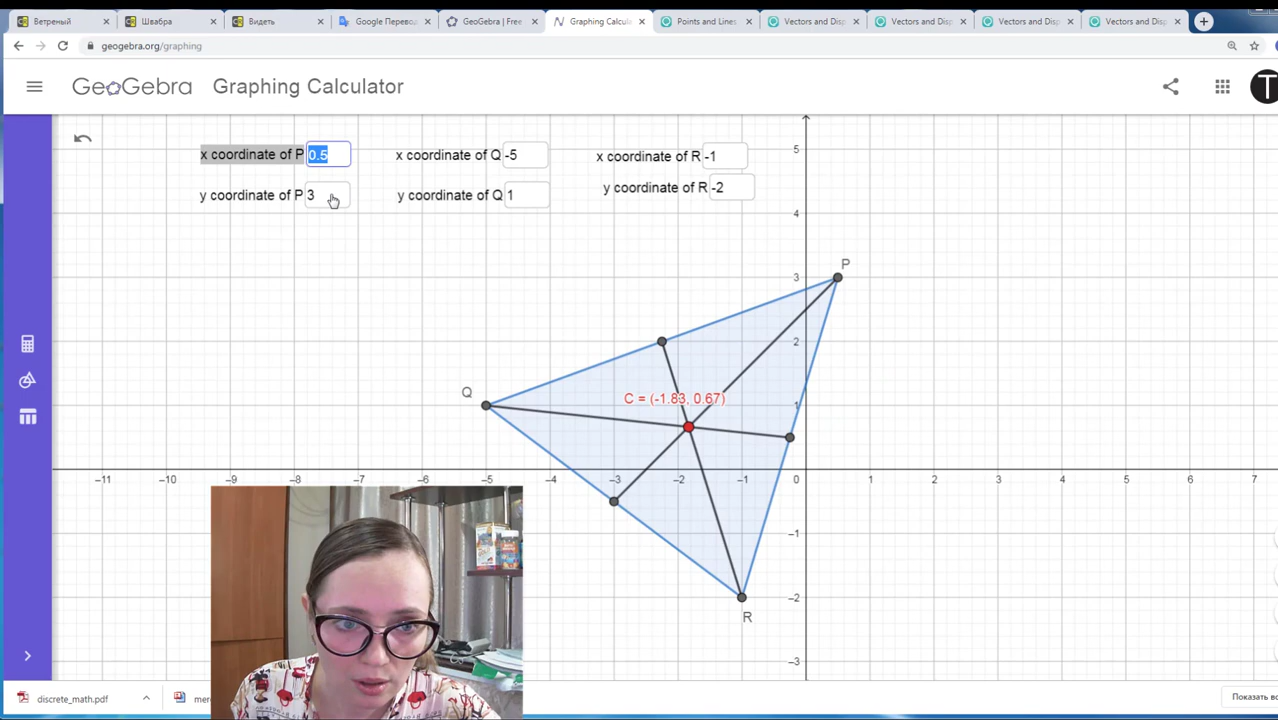 Ветреный
Швабра
Видеть
Google Перевод
GeoGebra | Free
Graphing Calcul
Points and Lines
Vectors and Disp
Vectors and Disp
Vectors and Disp
Vectors and Disp
geogebra.org/graphing
GeoGebra Graphing Calculator
T
x coordinate of P 0.5
x coordinate of Q -5
x coordinate of R -1
y coordinate of P 3
y coordinate of Q 1
y coordinate of R -2
5
4
P
3
2
Q
C = (-1.83, 0.67)
1
–11 –10 –9 –8 –7 –6 –5 –4 –3 –2 –1 0 1 2 3 4 5 6 7
–1
–2
R
–3
discrete_math.pdf
mer
Показать вс